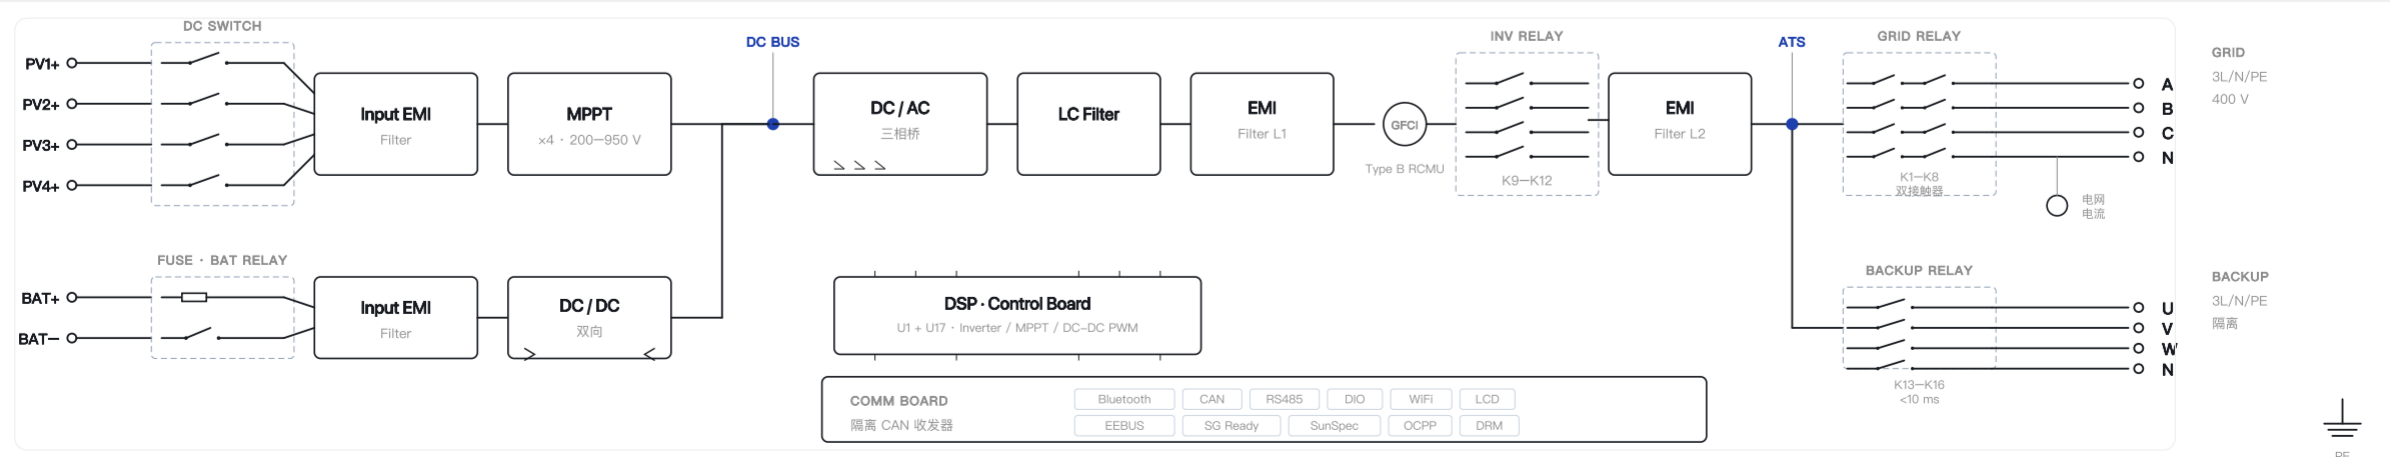 DC SWITCH
PV1+
PV2+
PV3+
PV4+
Input EMI
Filter
MPPT
×4 · 200–950 V
DC BUS
DC / AC
三相桥
LC Filter
EMI
Filter L1
GFCI
Type B RCMU
INV RELAY
K9–K12
EMI
Filter L2
ATS
GRID RELAY
K1–K8
双接触器
A
B
C
N
电网
电流
GRID
3L/N/PE
400 V
FUSE · BAT RELAY
BAT+
BAT–
Input EMI
Filter
DC / DC
双向
DSP · Control Board
U1 + U17 · Inverter / MPPT / DC-DC PWM
COMM BOARD
隔离 CAN 收发器
Bluetooth CAN RS485 DIO WiFi LCD
EEBUS SG Ready SunSpec OCPP DRM
BACKUP RELAY
K13–K16
<10 ms
U
V
W
N
BACKUP
3L/N/PE
隔离
PE